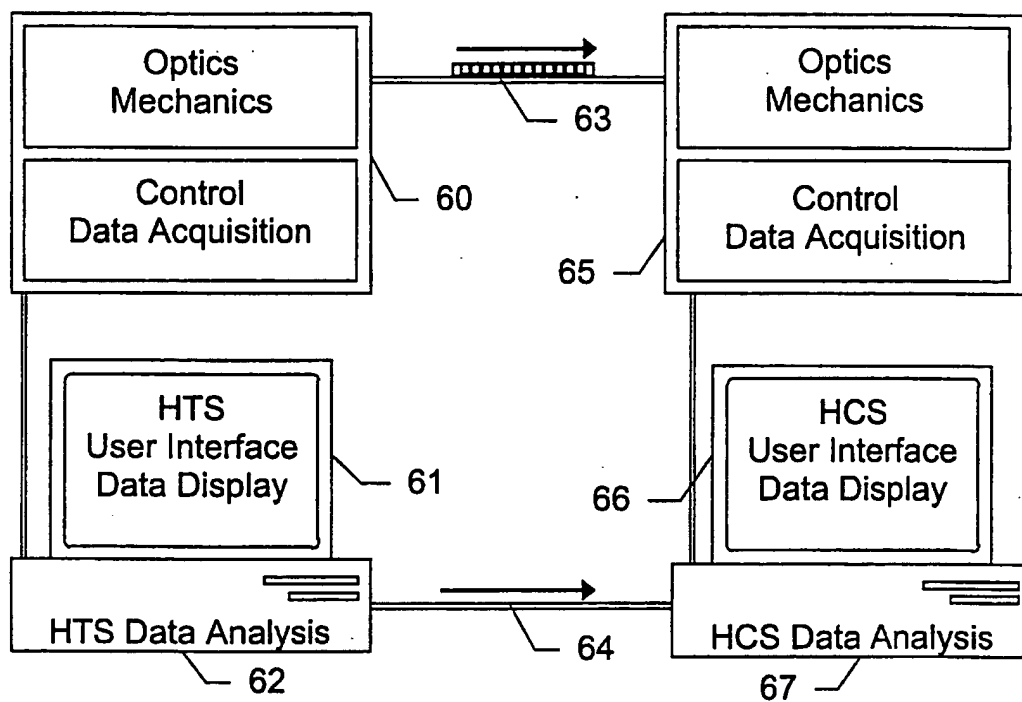 Optics
Mechanics
Control
Data Acquisition
60
63
Optics
Mechanics
Control
Data Acquisition
65
HTS
User Interface
Data Display
61
HTS Data Analysis
62
64
HCS
User Interface
Data Display
66
HCS Data Analysis
67